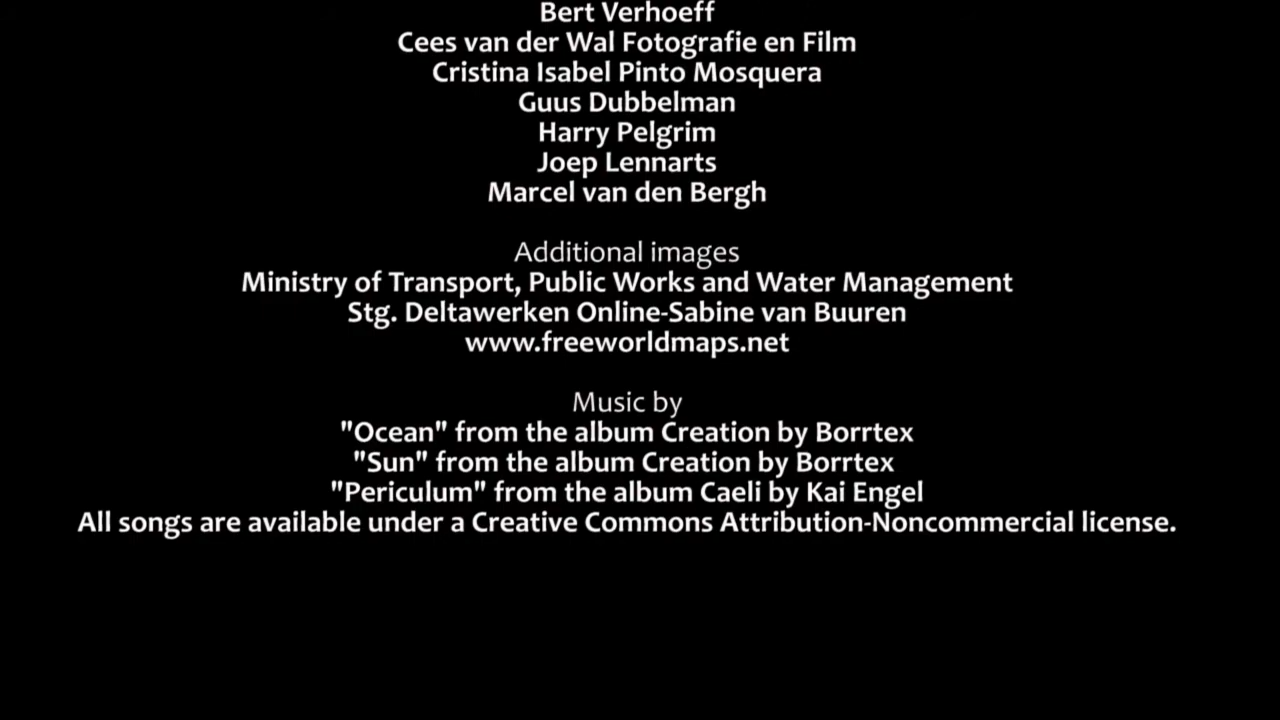 Bert Verhoeff
Cees van der Wal Fotografie en Film
Cristina Isabel Pinto Mosquera
Guus Dubbelman
Harry Pelgrim
Joep Lennarts
Marcel van den Bergh
Additional images
Ministry of Transport, Public Works and Water Management
Stg. Deltawerken Online-Sabine van Buuren
www.freeworldmaps.net
Music by
"Ocean" from the album Creation by Borrtex
"Sun" from the album Creation by Borrtex
"Periculum" from the album Caeli by Kai Engel
All songs are available under a Creative Commons Attribution-Noncommercial license.